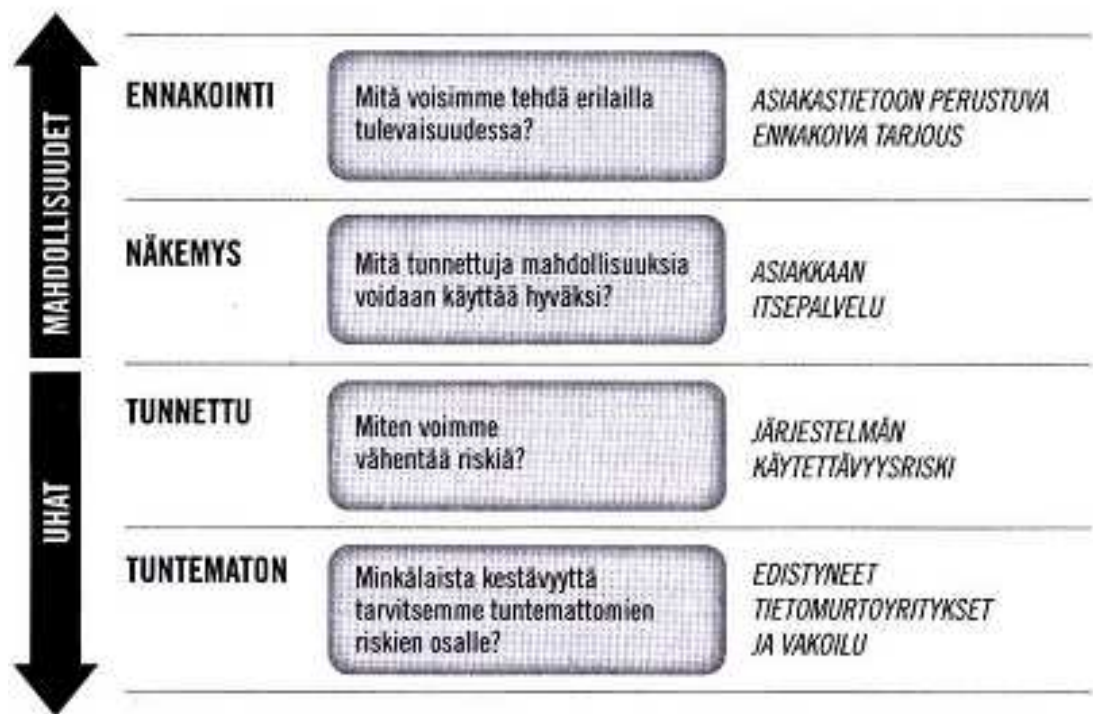 MAHDOLLISUUDET
UHAT
ENNAKOINTI
Mitä voisimme tehdä erilailla
tulevaisuudessa?
ASIAKASTIETOON PERUSTUVA
ENNAKOIVA TARJOUS
NÄKEMYS
Mitä tunnettuja mahdollisuuksia
voidaan käyttää hyväksi?
ASIAKKAAN
ITSEPALVELU
TUNNETTU
Miten voimme
vähentää riskiä?
JÄRJESTELMÄN
KÄYTETTÄVYYSRISKI
TUNTEMATON
Minkälaista kestävyyttä
tarvitsemme tuntemattomien
riskien osalle?
EDISTYNEET
TIETOMURTOYRITYKSET
JA VAKOILU